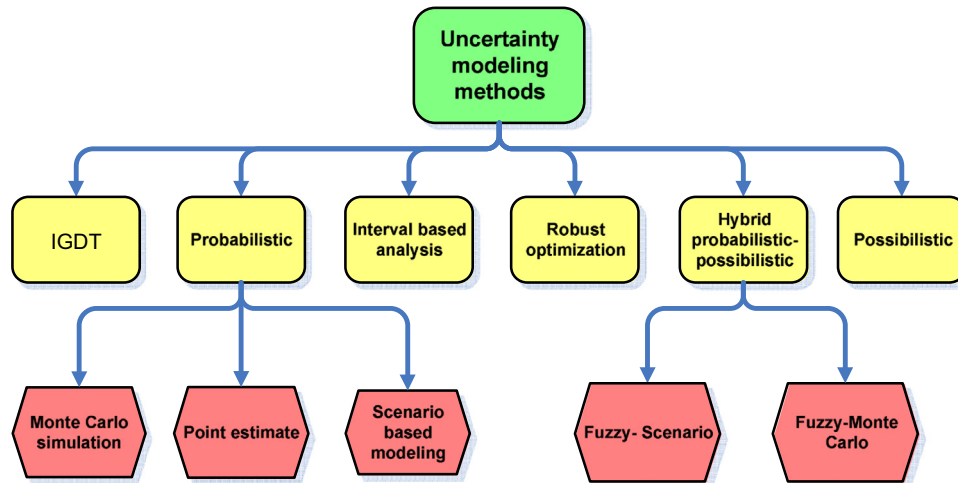 Uncertainty
modeling
methods
IGDT
Probabilistic
Interval based
analysis
Robust
optimization
Hybrid
probabilistic-
possibilistic
Possibilistic
Monte Carlo
simulation
Point estimate
Scenario
based
modeling
Fuzzy- Scenario
Fuzzy-Monte
Carlo